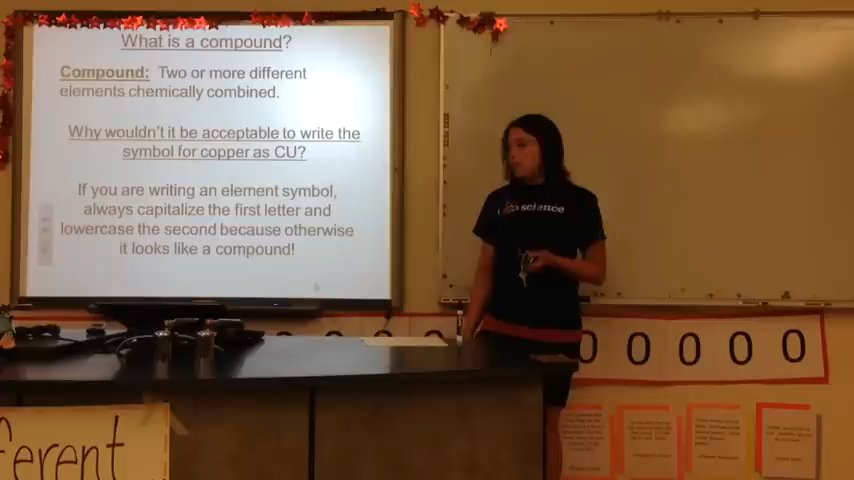 What is a compound?
Compound: Two or more different
elements chemically combined.
Why wouldn't it be acceptable to write the
symbol for copper as CU?
If you are writing an element symbol,
always capitalize the first letter and
lowercase the second because otherwise
it looks like a compound!
science
0 0 0 0 0
ferent